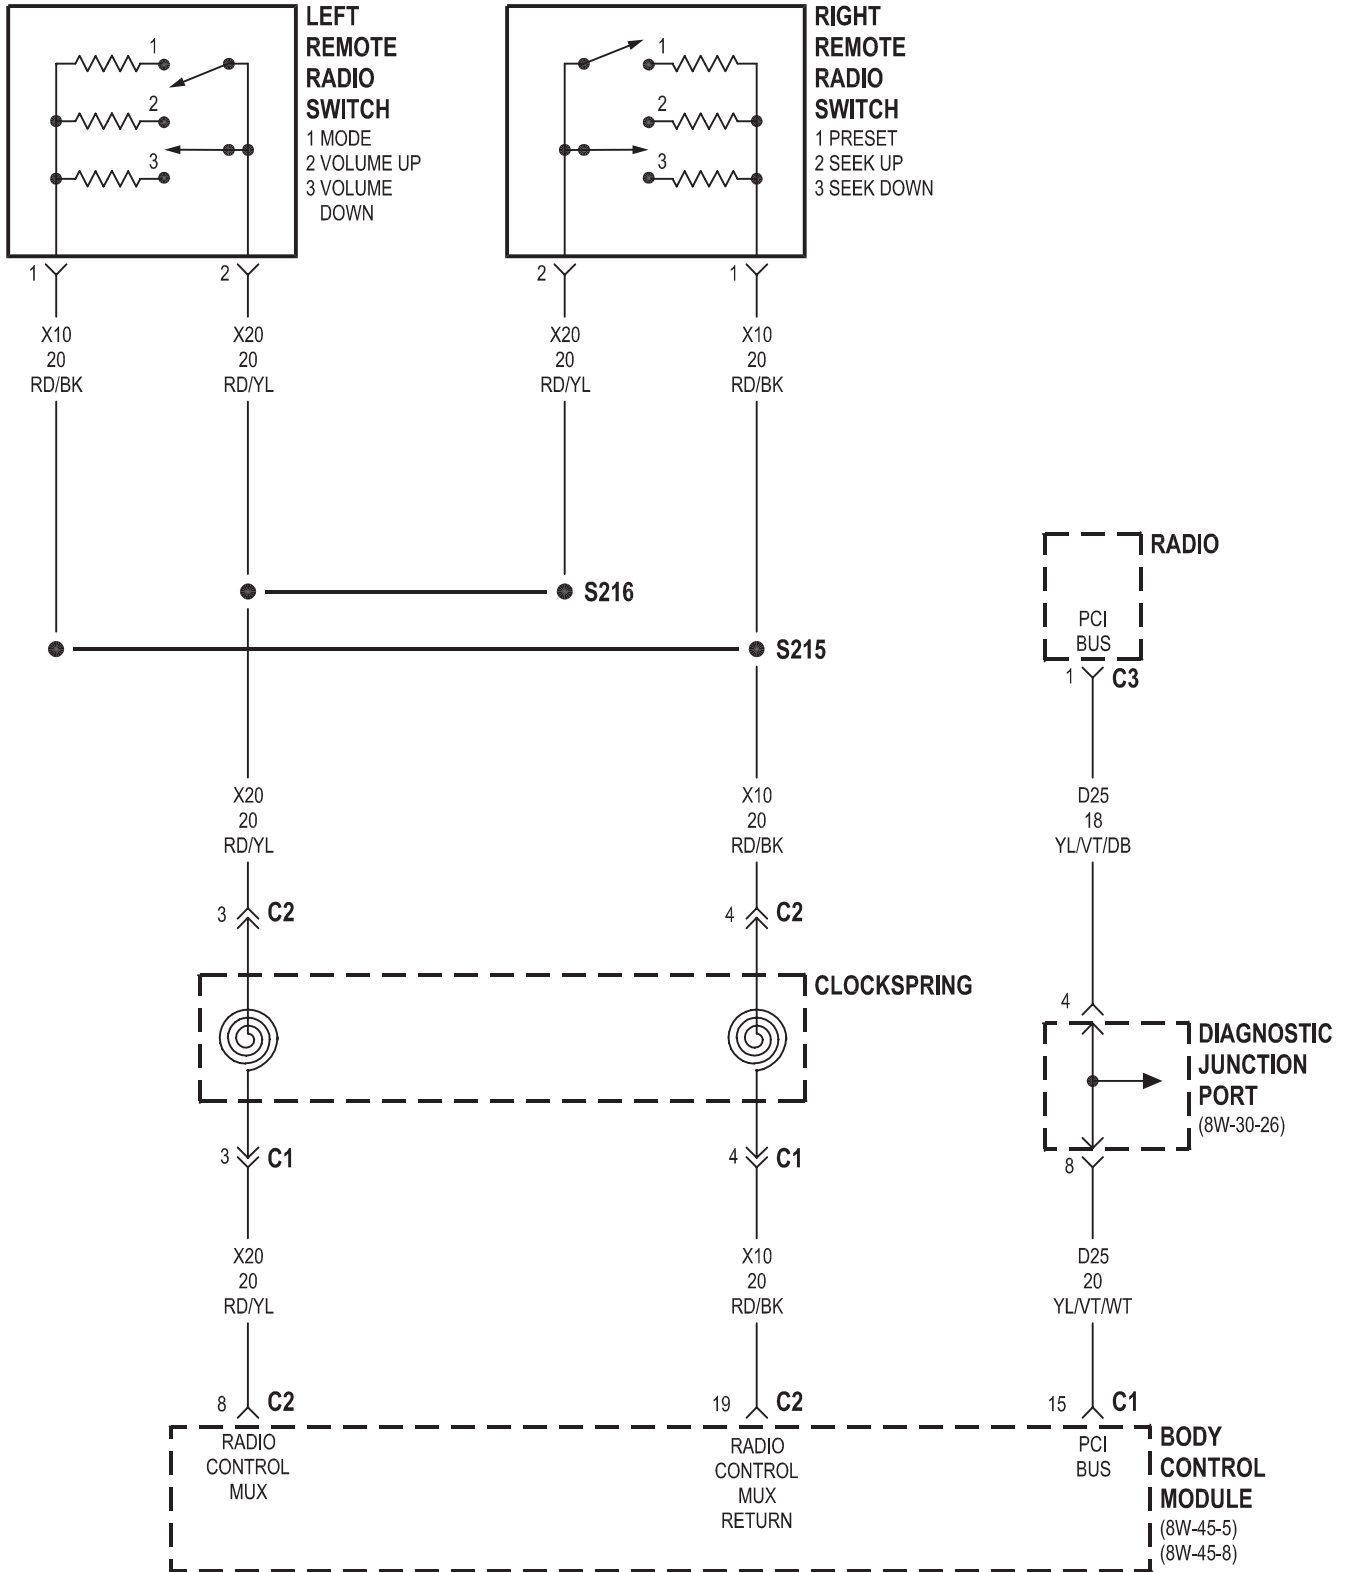 LEFT
REMOTE
RADIO
SWITCH
1 MODE
2 VOLUME UP
3 VOLUME
DOWN
1
2
3
RIGHT
REMOTE
RADIO
SWITCH
1 PRESET
2 SEEK UP
3 SEEK DOWN
1
2
3
1
2
2
1
X10
20
RD/BK
X20
20
RD/YL
X20
20
RD/YL
X10
20
RD/BK
S216
S215
RADIO
PCI
BUS
1
C3
X20
20
RD/YL
X10
20
RD/BK
D25
18
YL/VT/DB
3
C2
4
C2
CLOCKSPRING
4
DIAGNOSTIC
JUNCTION
PORT
(8W-30-26)
3
C1
4
C1
8
X20
20
RD/YL
X10
20
RD/BK
D25
20
YL/VT/WT
8
C2
19
C2
15
C1
RADIO
CONTROL
MUX
RADIO
CONTROL
MUX
RETURN
PCI
BUS
BODY
CONTROL
MODULE
(8W-45-5)
(8W-45-8)